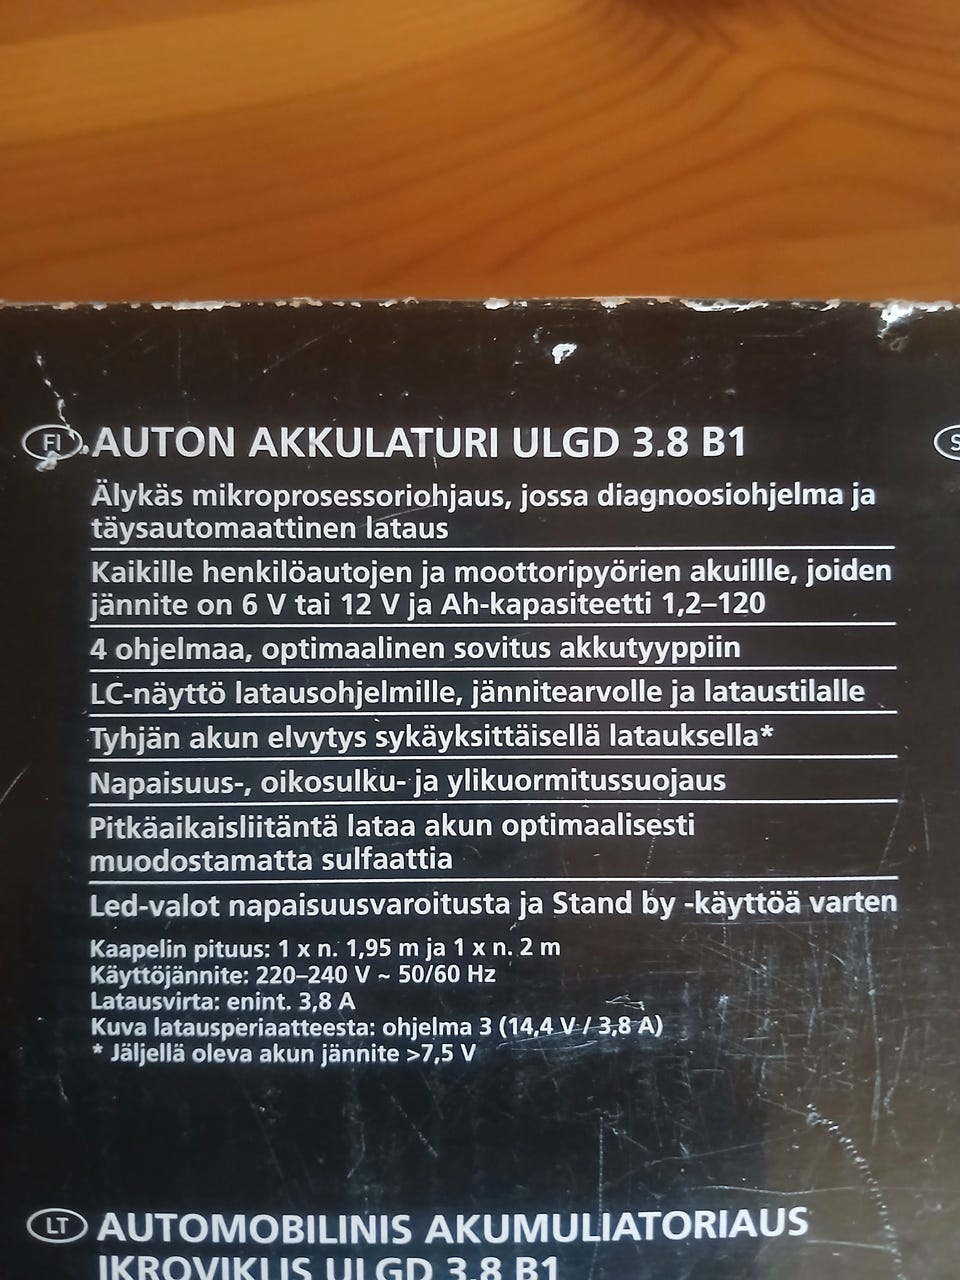 FI
AUTON AKKULATURI ULGD 3.8 B1
Älykäs mikroprosessoriohjaus, jossa diagnoosiohjelma ja
täysautomaattinen lataus
Kaikille henkilöautojen ja moottoripyörien akuillle, joiden
jännite on 6 V tai 12 V ja Ah-kapasiteetti 1,2–120
4 ohjelmaa, optimaalinen sovitus akkutyyppiin
LC-näyttö latausohjelmille, jännitearvolle ja lataustilalle
Tyhjän akun elvytys sykäyksittäisellä latauksella*
Napaisuus-, oikosulku- ja ylikuormitussuojaus
Pitkäaikaisliitäntä lataa akun optimaalisesti
muodostamatta sulfaattia
Led-valot napaisuusvaroitusta ja Stand by -käyttöä varten
Kaapelin pituus: 1 x n. 1,95 m ja 1 x n. 2 m
Käyttöjännite: 220–240 V ~ 50/60 Hz
Latausvirta: enint. 3,8 A
Kuva latausperiaatteesta: ohjelma 3 (14,4 V / 3,8 A)
* Jäljellä oleva akun jännite >7,5 V
LT
AUTOMOBILINIS AKUMULIATORIAUS
ĮKROVIKLIS ULGD 3.8 B1